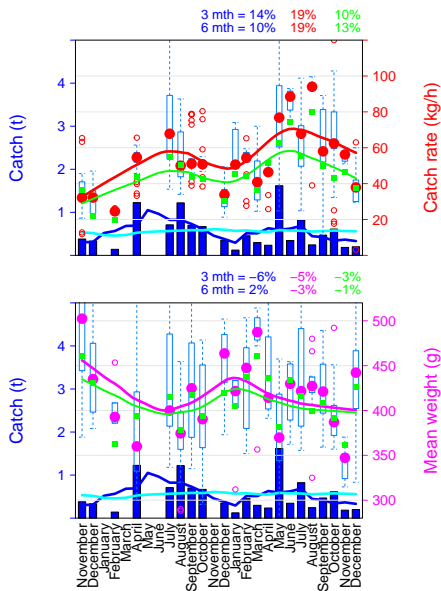 3 mth = 14% 19% 10%
6 mth = 10% 19% 13%
5
4
3
2
1
Catch (t)
120
100
80
60
40
20
Catch rate (kg/h)
3 mth = −6% −5% −3%
6 mth = 2% −3% −1%
4
3
2
1
Catch (t)
500
450
400
350
300
Mean weight (g)
November
December
January
February
March
April
May
June
July
August
September
October
December
January
February
March
April
May
June
July
August
September
October
November
December